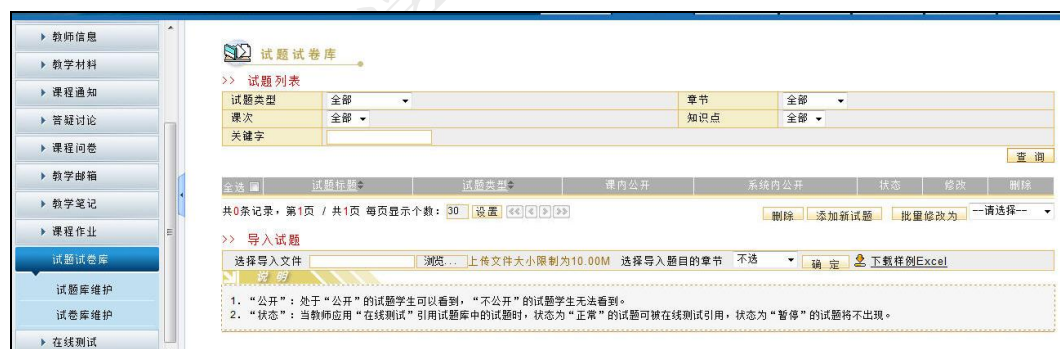 教师信息
教学材料
课程通知
答疑讨论
课程问卷
教学邮箱
教学笔记
课程作业
试题试卷库
试题库维护
试卷库维护
在线测试
试题试卷库
>> 试题列表
试题类型 全部 章节 全部
课次 全部 知识点 全部
关键字
查 询
全选 试题标题 试题类型 课内公开 系统内公开 状态 修改 删除
共0条记录，第1页 / 共1页 每页显示个数：30 设置 删除 添加新试题 批量修改为 --请选择--
>> 导入试题
选择导入文件 浏览... 上传文件大小限制为10.00M 选择导入题目的章节 不选 确 定 下载样例Excel
说 明
1. “公开”：处于“公开”的试题学生可以看到，“不公开”的试题学生无法看到。
2. “状态”：当教师应用“在线测试”引用试题库中的试题时，状态为“正常”的试题可被在线测试引用，状态为“暂停”的试题将不出现。